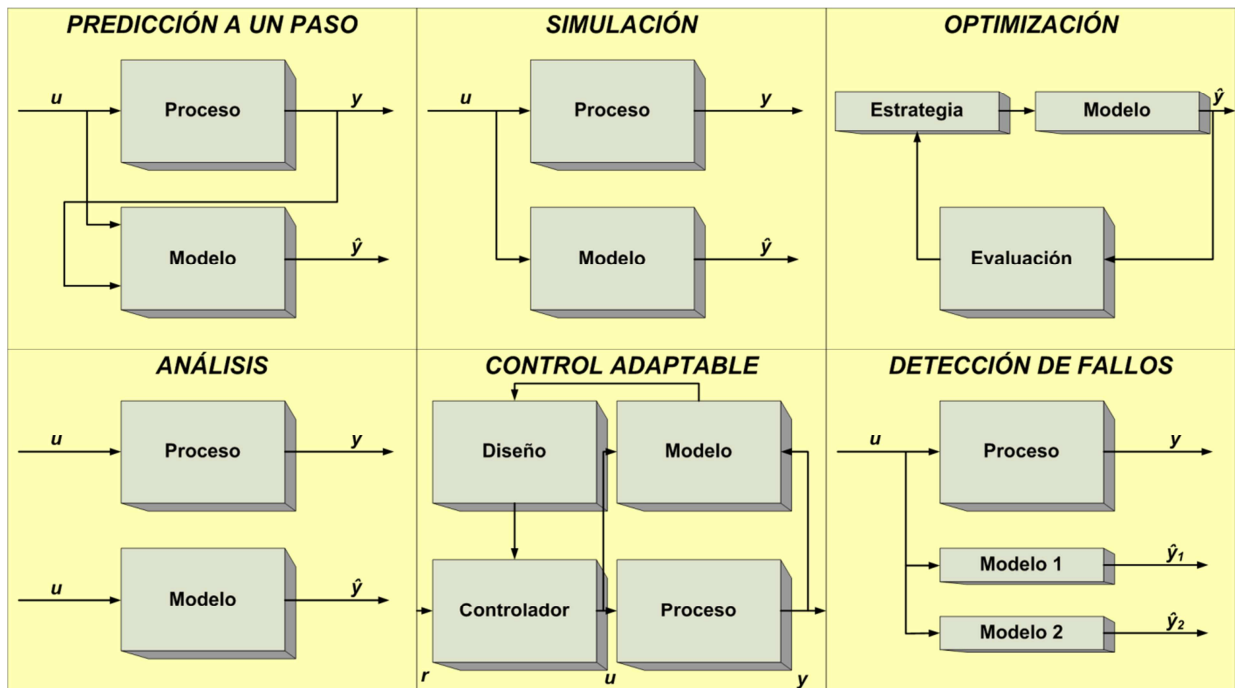 PREDICCIÓN A UN PASO
u
Proceso
y
Modelo
ŷ
SIMULACIÓN
u
Proceso
y
Modelo
ŷ
OPTIMIZACIÓN
Estrategia
Modelo
ŷ
Evaluación
ANÁLISIS
u
Proceso
y
u
Modelo
ŷ
CONTROL ADAPTABLE
Diseño
Modelo
Controlador
Proceso
r
u
y
DETECCIÓN DE FALLOS
u
Proceso
y
Modelo 1
ŷ1
Modelo 2
ŷ2